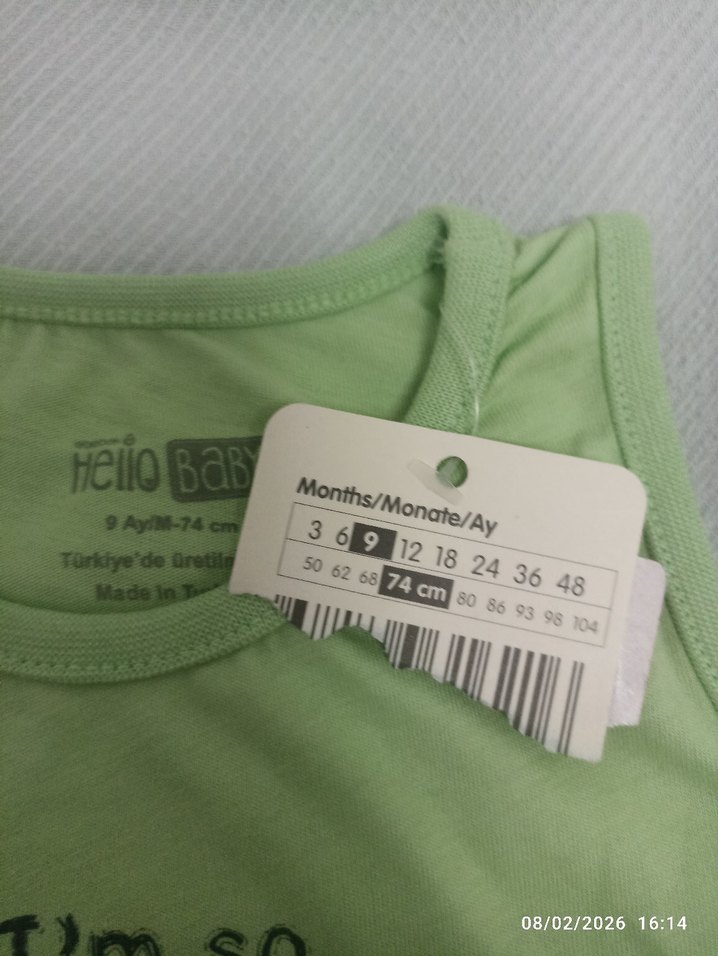 Hello BABY
9 Ay/M-74 cm
Türkiye'de
Made in
Months/Monate/Ay
3 6 9 12 18 24 36 48
50 62 68 74 cm 80 86 93 98 104
I'm so
08/02/2026 16:14